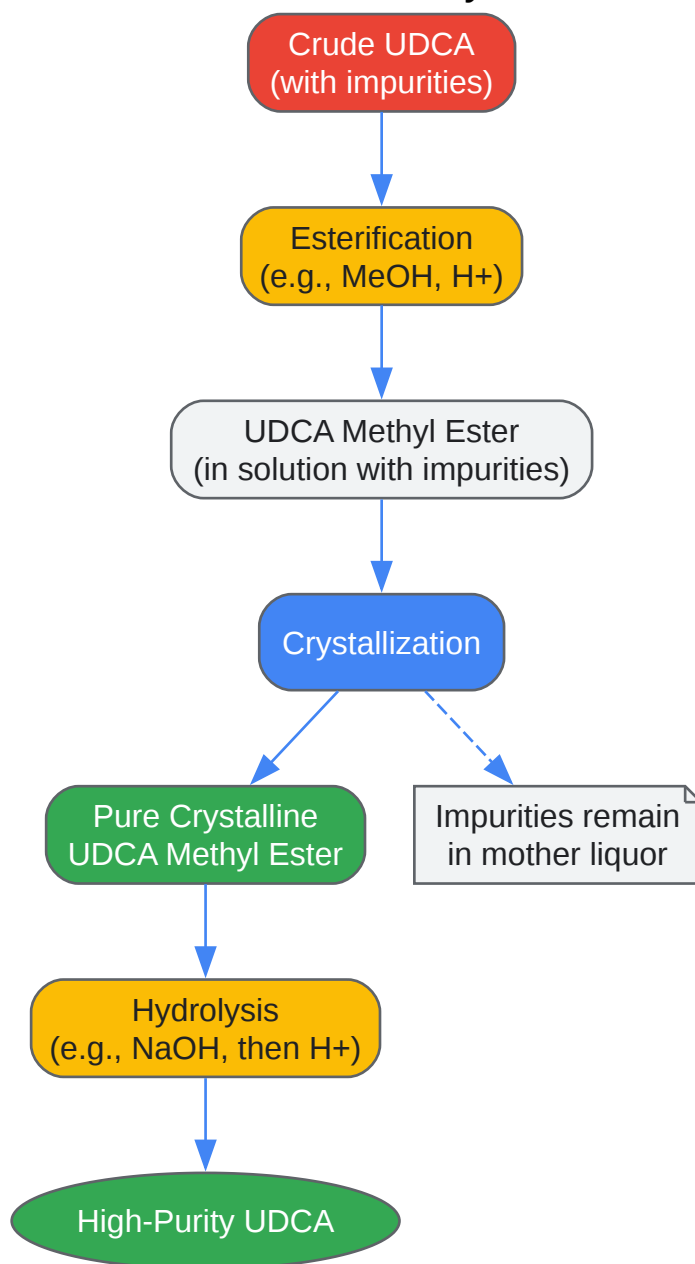 Crude UDCA
(with impurities)
Esterification
(e.g., MeOH, H+)
UDCA Methyl Ester
(in solution with impurities)
Crystallization
Pure Crystalline
UDCA Methyl Ester
Impurities remain
in mother liquor
Hydrolysis
(e.g., NaOH, then H+)
High-Purity UDCA